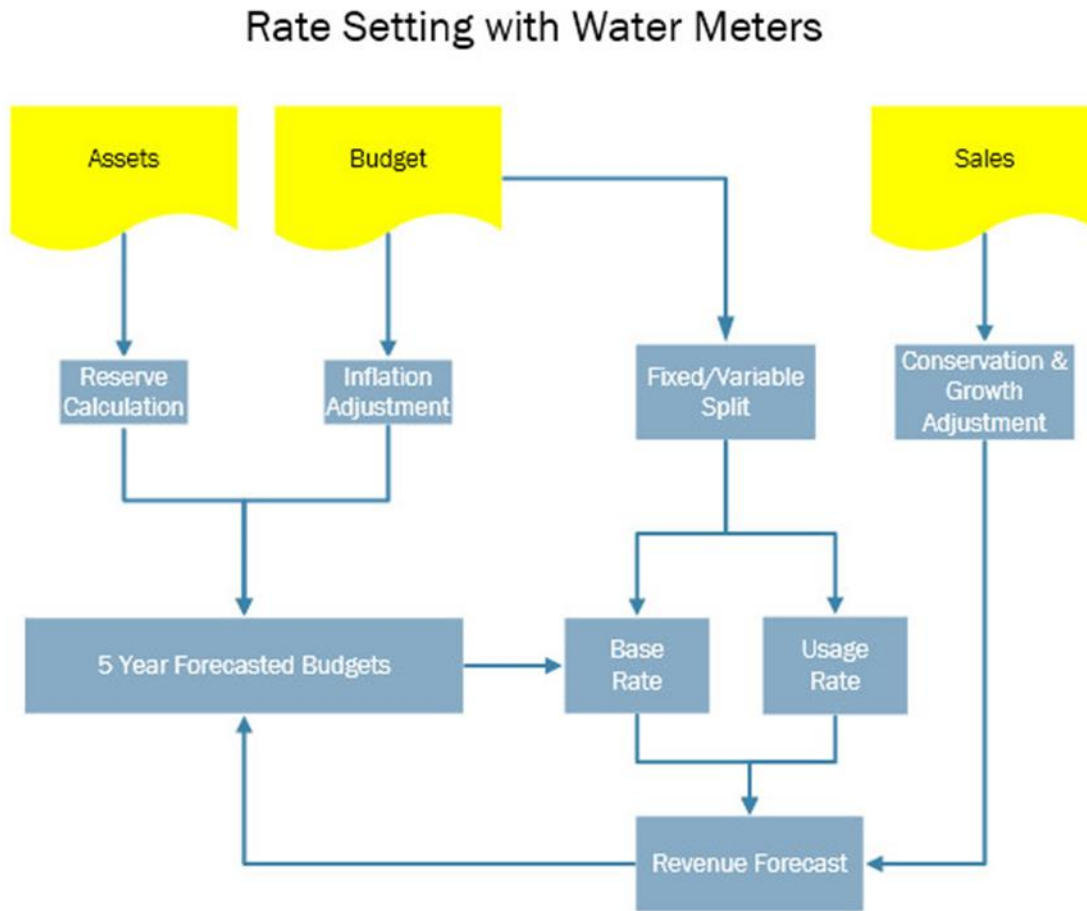 Rate Setting with Water Meters
Assets
Budget
Sales
Reserve
Calculation
Inflation
Adjustment
Fixed/Variable
Split
Conservation &
Growth
Adjustment
5 Year Forecasted Budgets
Base
Rate
Usage
Rate
Revenue Forecast